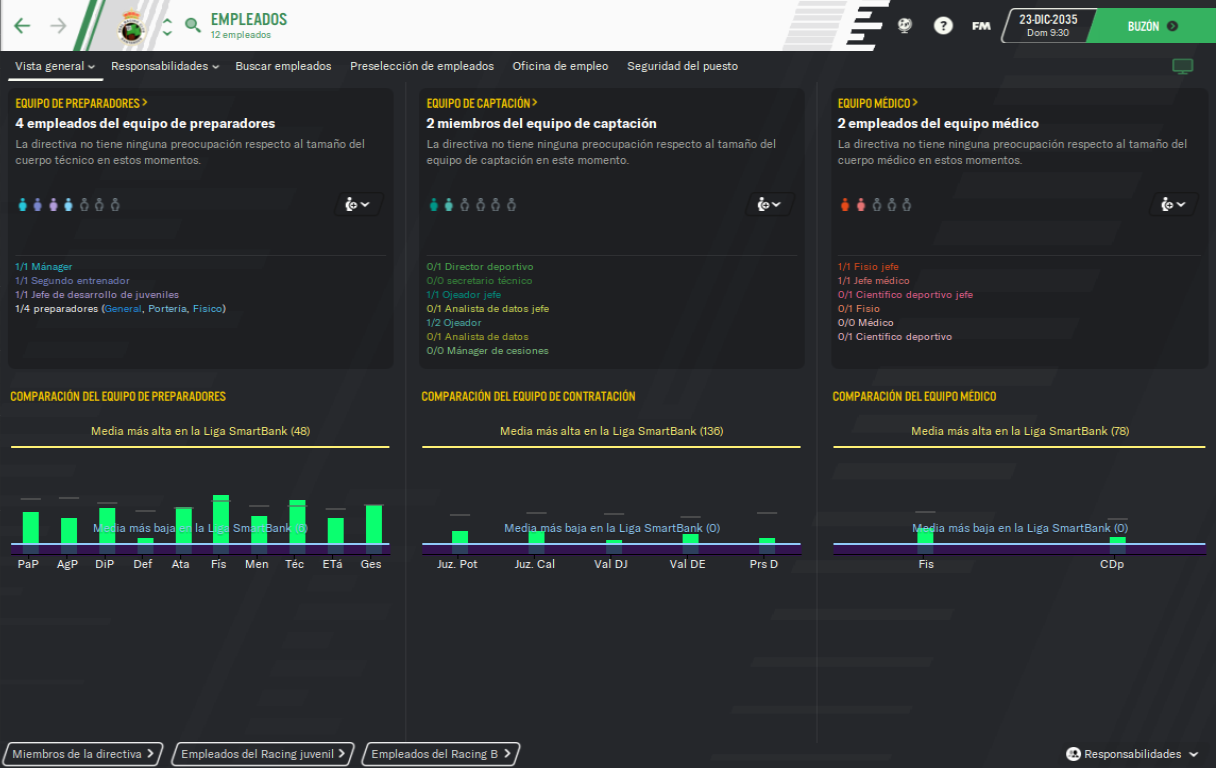 EMPLEADOS
12 empleados
FM
23-DIC-2035
Dom 9:30
BUZÓN
Vista general
Responsabilidades
Buscar empleados
Preselección de empleados
Oficina de empleo
Seguridad del puesto
EQUIPO DE PREPARADORES
4 empleados del equipo de preparadores
La directiva no tiene ninguna preocupación respecto al tamaño del
cuerpo técnico en estos momentos.
1/1 Mánager
1/1 Segundo entrenador
1/1 Jefe de desarrollo de juveniles
1/4 preparadores (General, Portería, Físico)
EQUIPO DE CAPTACIÓN
2 miembros del equipo de captación
La directiva no tiene ninguna preocupación respecto al tamaño del
equipo de captación en este momento.
0/1 Director deportivo
0/0 secretario técnico
1/1 Ojeador jefe
0/1 Analista de datos jefe
1/2 Ojeador
0/1 Analista de datos
0/0 Mánager de cesiones
EQUIPO MÉDICO
2 empleados del equipo médico
La directiva no tiene ninguna preocupación respecto al tamaño del
cuerpo médico en estos momentos.
1/1 Fisio jefe
1/1 Jefe médico
0/1 Científico deportivo jefe
0/1 Fisio
0/0 Médico
0/1 Científico deportivo
COMPARACIÓN DEL EQUIPO DE PREPARADORES
Media más alta en la Liga SmartBank (48)
Media más baja en la Liga SmartBank (6)
PaP AgP DiP Def Ata Fís Men Téc ETá Ges
COMPARACIÓN DEL EQUIPO DE CONTRATACIÓN
Media más alta en la Liga SmartBank (136)
Media más baja en la Liga SmartBank (0)
Juz. Pot Juz. Cal Val DJ Val DE Prs D
COMPARACIÓN DEL EQUIPO MÉDICO
Media más alta en la Liga SmartBank (78)
Media más baja en la Liga SmartBank (0)
Fis CDp
Miembros de la directiva
Empleados del Racing juvenil
Empleados del Racing B
Responsabilidades